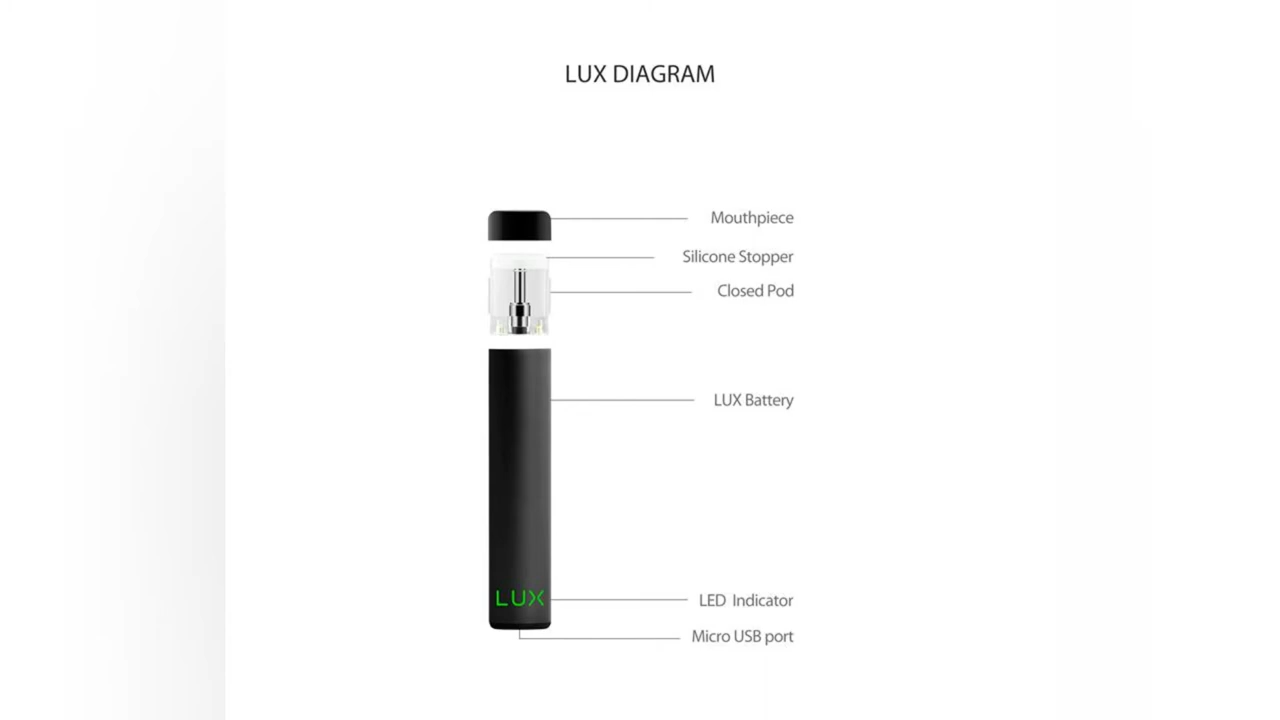 LUX DIAGRAM
Mouthpiece
Silicone Stopper
Closed Pod
LUX Battery
LUX
LED Indicator
Micro USB port